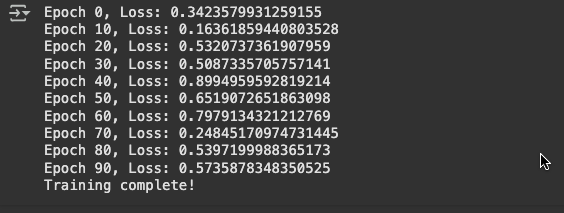 Epoch 0, Loss: 0.3423579931259155
Epoch 10, Loss: 0.16361859440803528
Epoch 20, Loss: 0.5320737361907959
Epoch 30, Loss: 0.5087335705757141
Epoch 40, Loss: 0.8994959592819214
Epoch 50, Loss: 0.6519072651863098
Epoch 60, Loss: 0.7979134321212769
Epoch 70, Loss: 0.24845170974731445
Epoch 80, Loss: 0.5397199988365173
Epoch 90, Loss: 0.5735878348350525
Training complete!